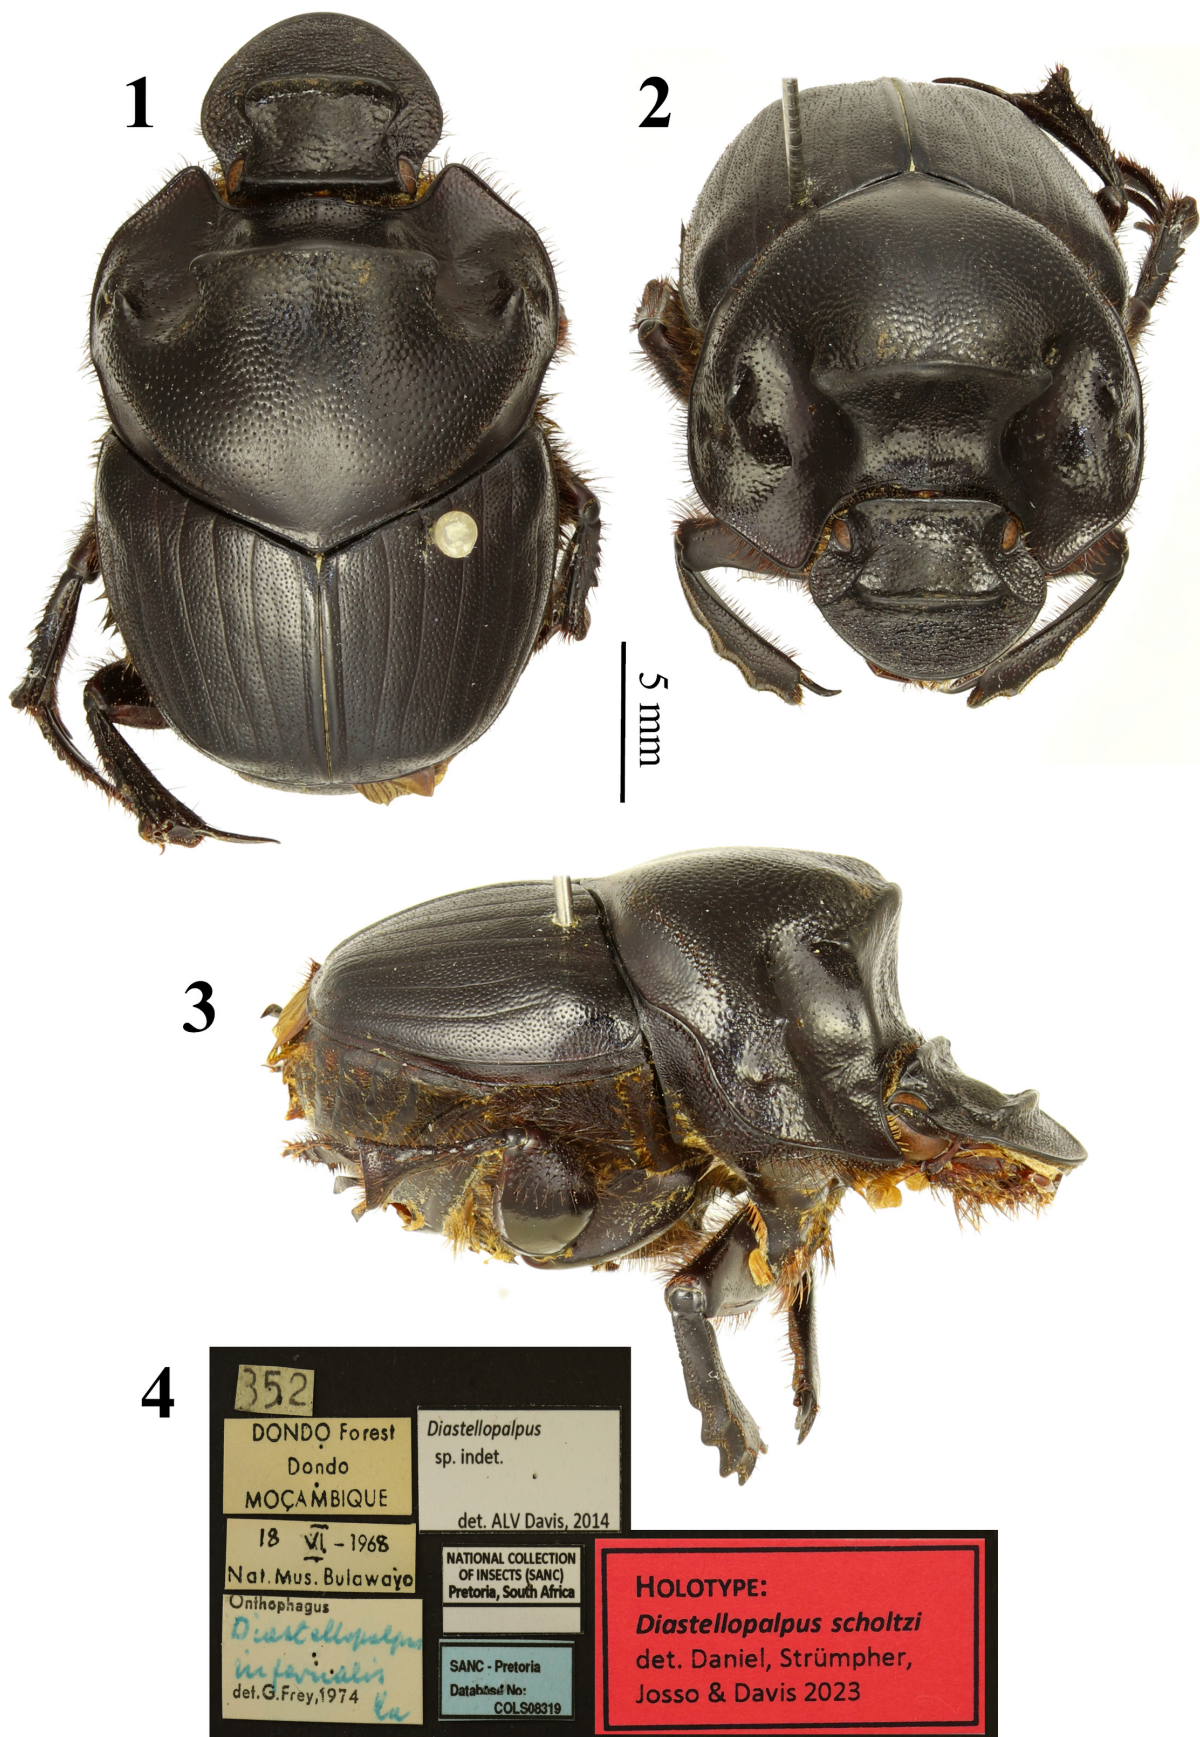 1
2
5 mm
3
4
352
DONDO Forest
Dondo
MOÇAMBIQUE
18 VI - 1968
Nat. Mus. Bulawayo
Onthophagus
Diastellopalpus
infernalis
det.G.Frey,1974
Diastellopalpus
sp. indet.
det. ALV Davis, 2014
NATIONAL COLLECTION
OF INSECTS (SANC)
Pretoria, South Africa
SANC - Pretoria
Database No:
COLS08319
HOLOTYPE:
Diastellopalpus scholtzi
det. Daniel, Strümpher,
Josso & Davis 2023